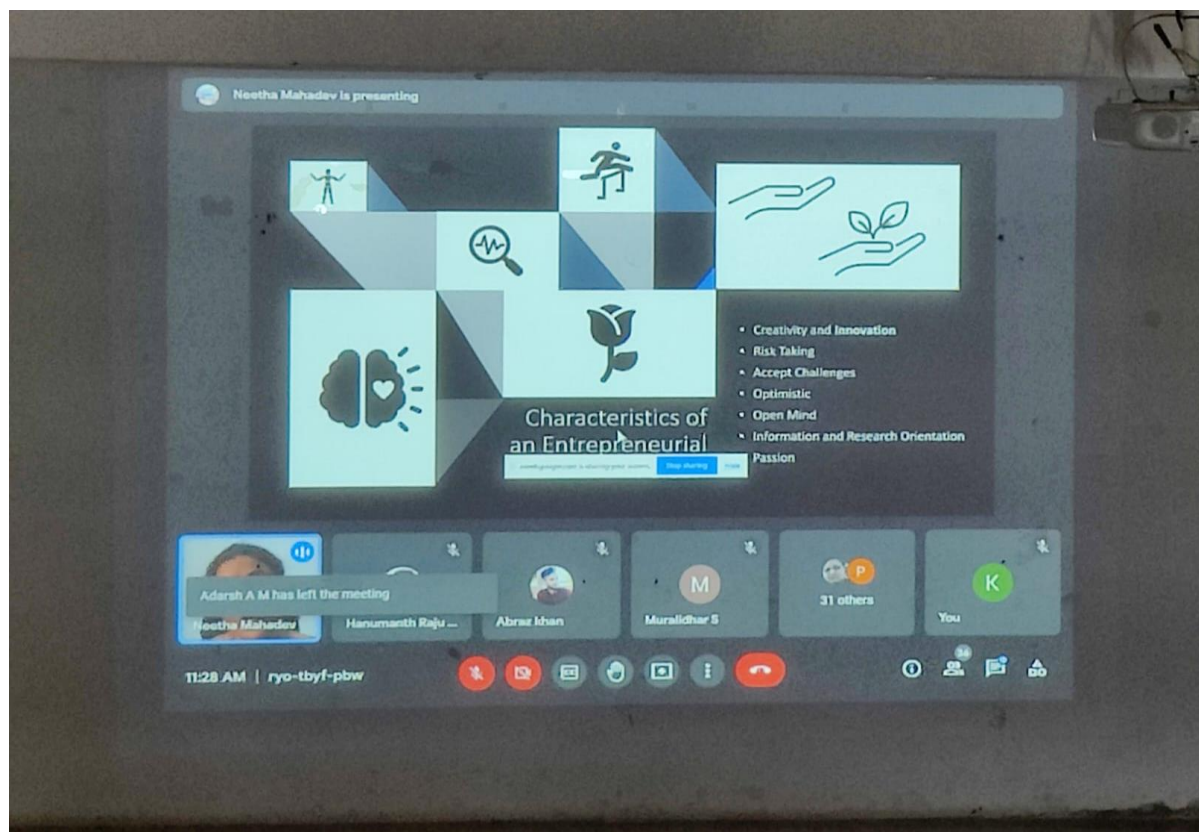 Neetha Mahadev is presenting
Characteristics of
an Entrepreneurial
• Creativity and Innovation
• Risk Taking
• Accept Challenges
• Optimistic
• Open Mind
• Information and Research Orientation
Passion
Stop sharing
Adarsh A M has left the meeting
Neetha Mahadev
Hanumanth Raju ...
Abraz khan
M
Muralidhar S
P
31 others
K
You
11:28 AM | ryo-tbyf-pbw
CC
36